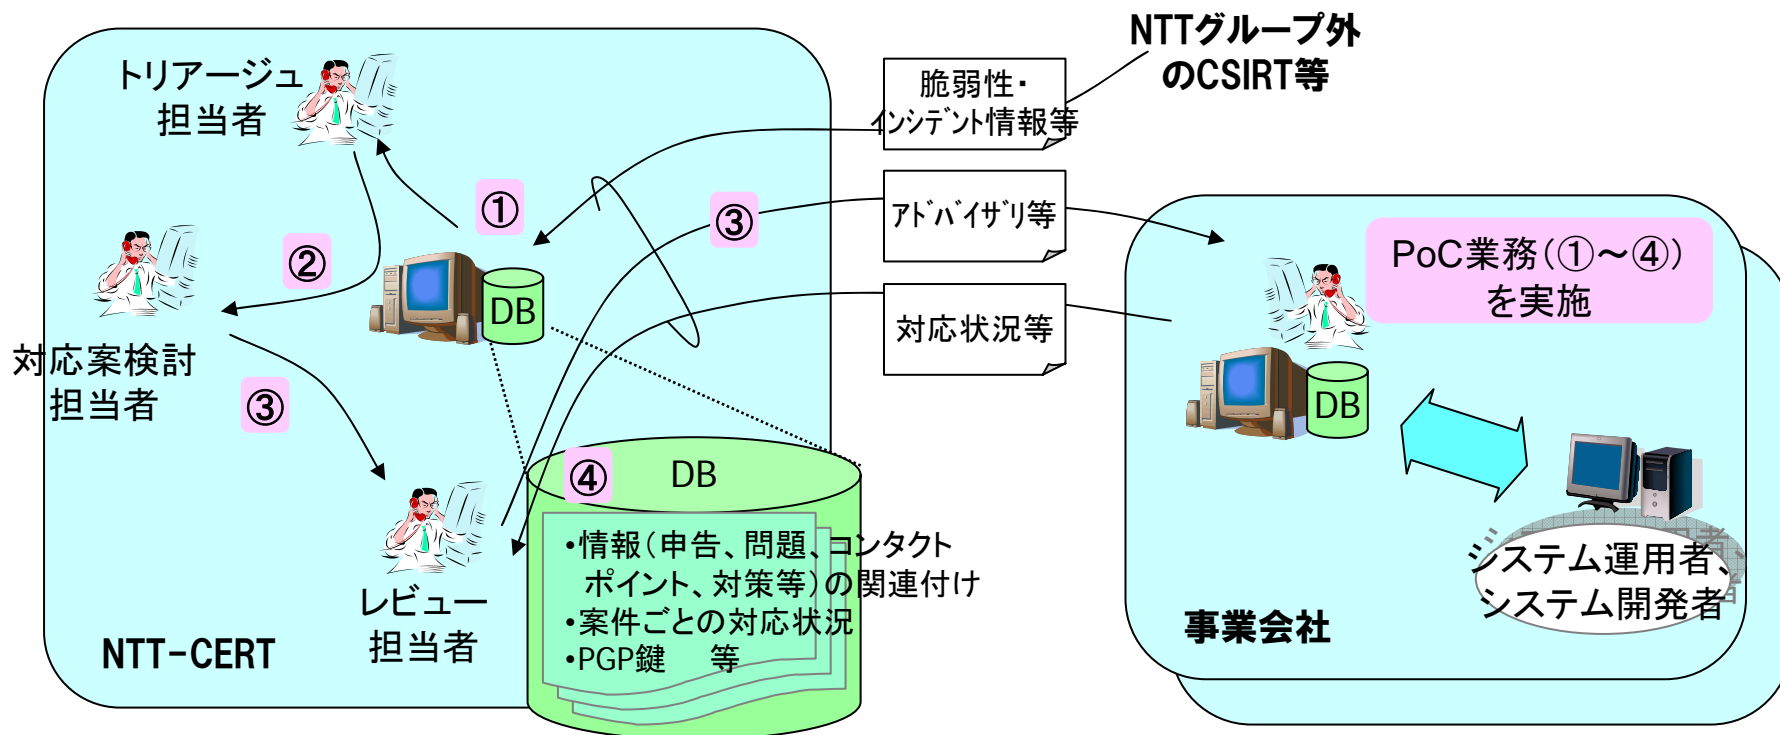 NTTグループ外
のCSIRT等
トリアージュ
担当者
脆弱性・
インシデント情報等
①
②
③
アドバイザリ等
PoC業務(①～④)
を実施
DB
対応状況等
対応案検討
担当者
③
DB
④
DB
・情報(申告、問題、コンタクト
ポイント、対策等)の関連付け
・案件ごとの対応状況
・PGP鍵　等
レビュー
担当者
NTT-CERT
システム運用者、
システム開発者
事業会社